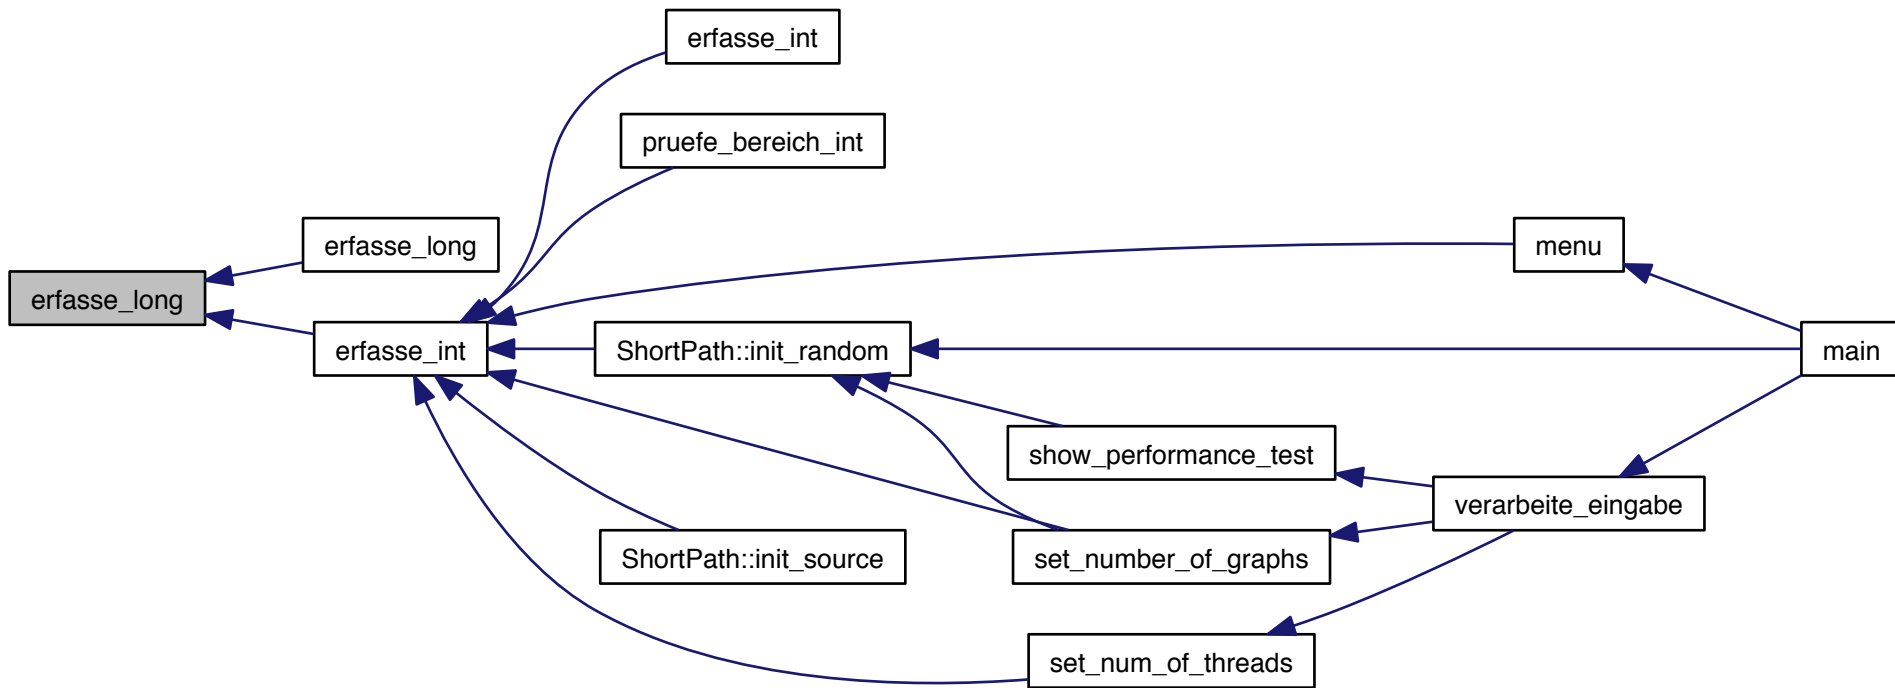 erfasse_int
pruefe_bereich_int
erfasse_long
menu
erfasse_long
erfasse_int
ShortPath::init_random
main
show_performance_test
verarbeite_eingabe
ShortPath::init_source
set_number_of_graphs
set_num_of_threads